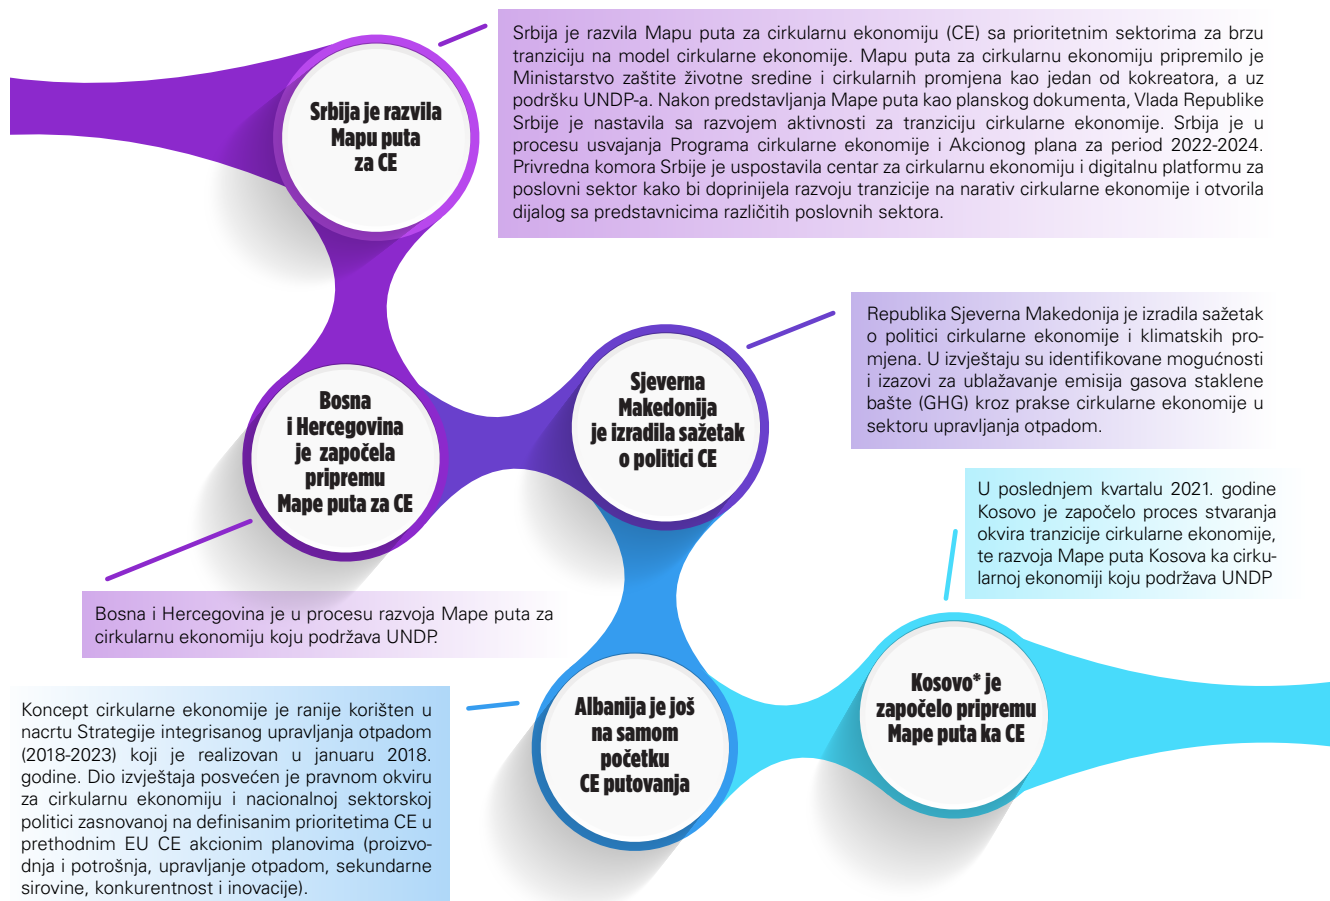 Srbija je razvila Mapu puta za cirkularnu ekonomiju (CE) sa prioritetnim sektorima za brzu
tranziciju na model cirkularne ekonomije. Mapu puta za cirkularnu ekonomiju pripremilo je
Ministarstvo zaštite životne sredine i cirkularnih promjena kao jedan od kokreatora, a uz
podršku UNDP-a. Nakon predstavljanja Mape puta kao planskog dokumenta, Vlada Republike
Srbije je nastavila sa razvojem aktivnosti za tranziciju cirkularne ekonomije. Srbija je u
procesu usvajanja Programa cirkularne ekonomije i Akcionog plana za period 2022-2024.
Privredna komora Srbije je uspostavila centar za cirkularnu ekonomiju i digitalnu platformu za
poslovni sektor kako bi doprinijela razvoju tranzicije na narativ cirkularne ekonomije i otvorila
dijalog sa predstavnicima različitih poslovnih sektora.
Srbija je razvila
Mapu puta
za CE
Republika Sjeverna Makedonija je izradila sažetak
o politici cirkularne ekonomije i klimatskih pro-
mjena. U izvještaju su identifikovane mogućnosti
i izazovi za ublažavanje emisija gasova staklene
bašte (GHG) kroz prakse cirkularne ekonomije u
sektoru upravljanja otpadom.
Sjeverna
Makedonija
je izradila sažetak
o politici CE
Bosna
i Hercegovina
je započela
pripremu
Mape puta za CE
U poslednjem kvartalu 2021. godine
Kosovo je započelo proces stvaranja
okvira tranzicije cirkularne ekonomije,
te razvoja Mape puta Kosova ka cirku-
larnoj ekonomiji koju podržava UNDP
Bosna i Hercegovina je u procesu razvoja Mape puta za
cirkularnu ekonomiju koju podržava UNDP.
Kosovo* je
započelo pripremu
Mape puta ka CE
Albanija je još
na samom
početku
CE putovanja
Koncept cirkularne ekonomije je ranije korišten u
nacrtu Strategije integrisanog upravljanja otpadom
(2018-2023) koji je realizovan u januaru 2018.
godine. Dio izvještaja posvećen je pravnom okviru
za cirkularnu ekonomiju i nacionalnoj sektorskoj
politici zasnovanoj na definisanim prioritetima CE u
prethodnim EU CE akcionim planovima (proizvo-
dnja i potrošnja, upravljanje otpadom, sekundarne
sirovine, konkurentnost i inovacije).